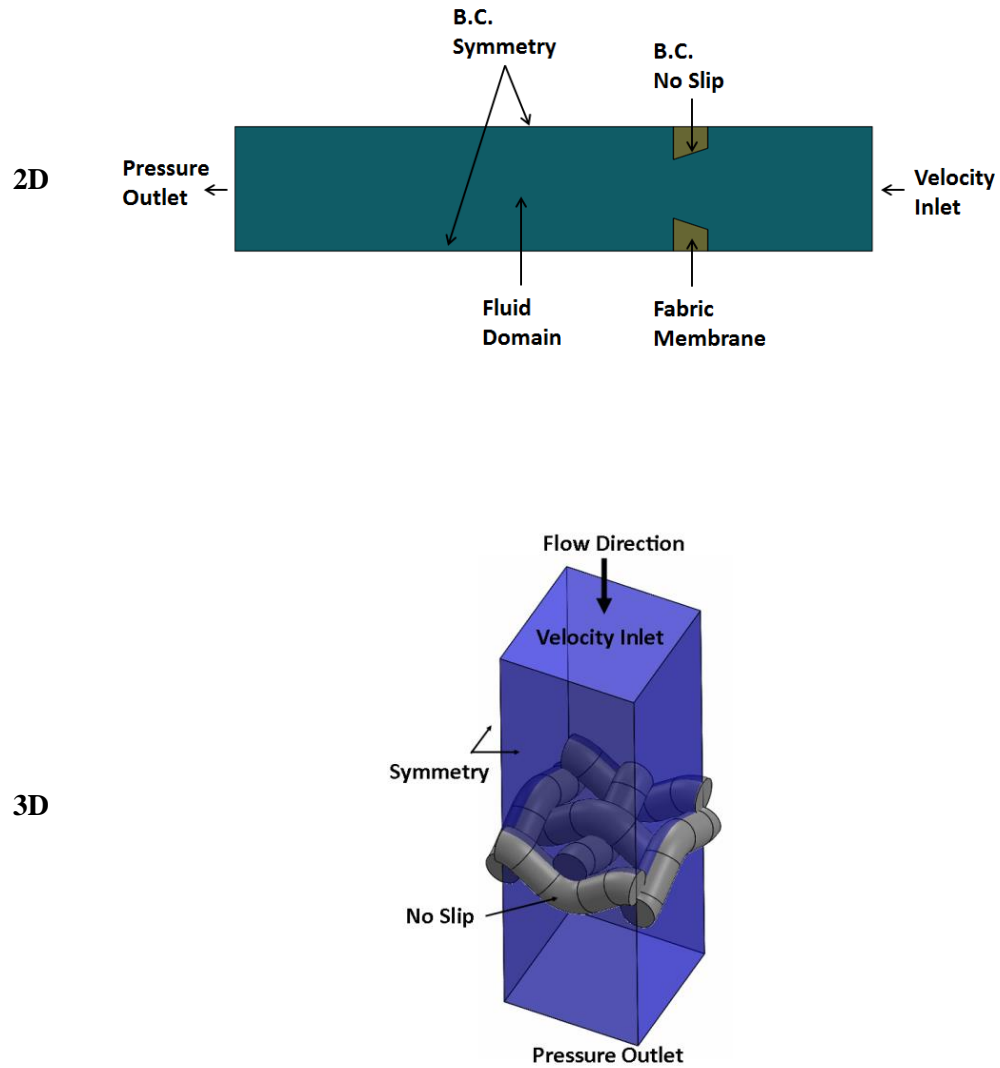 B.C.
Symmetry
B.C.
No Slip
2D
Pressure
Outlet
Velocity
Inlet
Fluid
Domain
Fabric
Membrane
Flow Direction
Velocity Inlet
Symmetry
3D
No Slip
Pressure Outlet